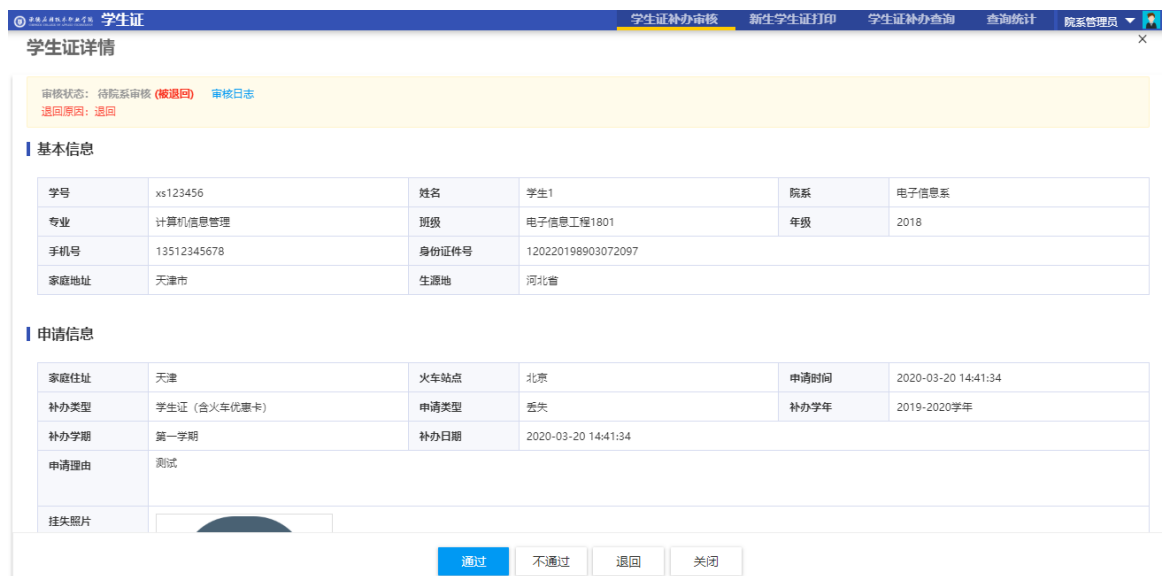 学生证 学生证补办审核 新生学生证打印 学生证补办查询 查询统计 院系管理员
学生证详情
审核状态: 待院系审核 (被退回) 审核日志
退回原因: 退回
基本信息
学号 xs123456 姓名 学生1 院系 电子信息系
专业 计算机信息管理 班级 电子信息工程1801 年级 2018
手机号 13512345678 身份证件号 120220198903072097
家庭地址 天津市 生源地 河北省
申请信息
家庭住址 天津 火车站点 北京 申请时间 2020-03-20 14:41:34
补办类型 学生证（含火车优惠卡） 申请类型 丢失 补办学年 2019-2020学年
补办学期 第一学期 补办日期 2020-03-20 14:41:34
申请理由 测试
挂失照片
通过 不通过 退回 关闭